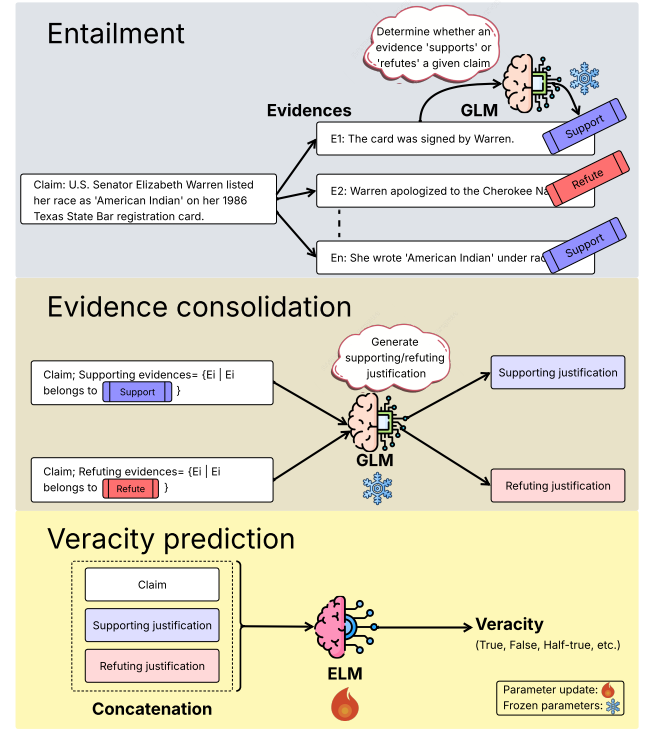 Entailment
Determine whether an
evidence 'supports' or
'refutes' a given claim
Evidences
GLM
E1: The card was signed by Warren.
Support
Claim: U.S. Senator Elizabeth Warren listed
her race as 'American Indian' on her 1986
Texas State Bar registration card.
E2: Warren apologized to the Cherokee
Refute
En: She wrote 'American Indian' under
Support
Evidence consolidation
Generate
supporting/refuting
justification
Claim; Supporting evidences= {Ei | Ei
belongs to Support }
Supporting justification
GLM
Claim; Refuting evidences= {Ei | Ei
belongs to Refute }
Refuting justification
Veracity prediction
Claim
Supporting justification
Refuting justification
Concatenation
ELM
Veracity
(True, False, Half-true, etc.)
Parameter update:
Frozen parameters: